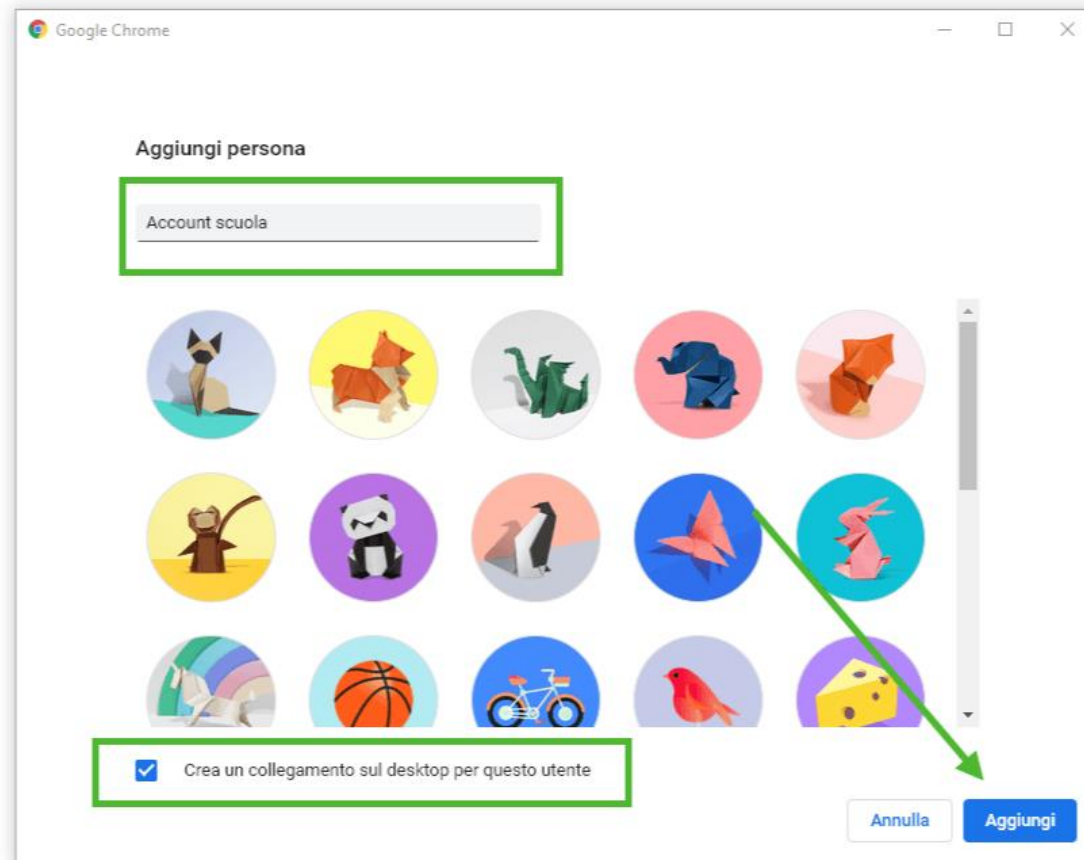 Google Chrome
Aggiungi persona
Account scuola
Crea un collegamento sul desktop per questo utente
Annulla
Aggiungi